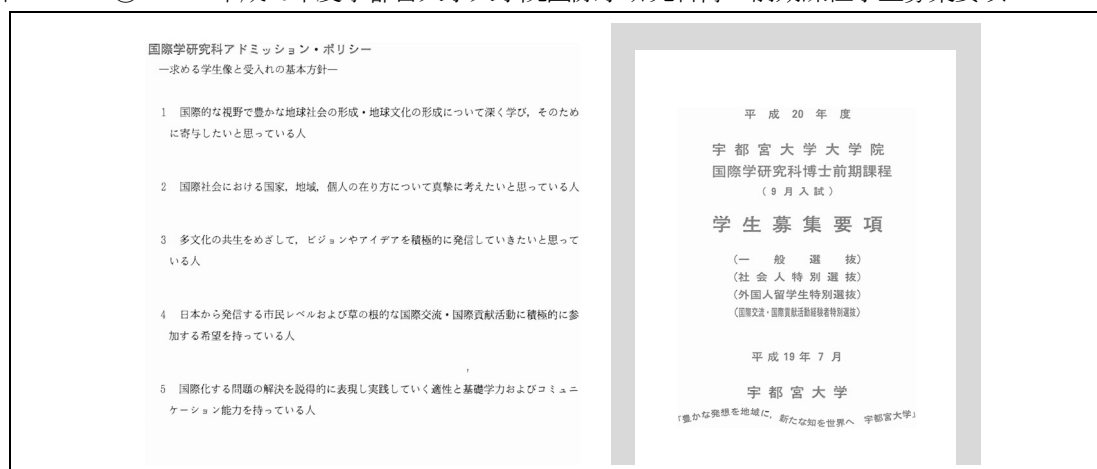 国際学研究科アドミッション・ポリシー
―求める学生像と受入れの基本方針―
1 国際的な視野で豊かな地球社会の形成・地球文化の形成について深く学び，そのため
に寄与したいと思っている人
2 国際社会における国家，地域，個人の在り方について真摯に考えたいと思っている人
3 多文化の共生をめざして，ビジョンやアイデアを積極的に発信していきたいと思って
いる人
4 日本から発信する市民レベルおよび草の根的な国際交流・国際貢献活動に積極的に参
加する希望を持っている人
5 国際化する問題の解決を説得的に表現し実践していく適性と基礎学力およびコミュニ
ケーション能力を持っている人
平成20年度
宇都宮大学大学院
国際学研究科博士前期課程
（9月入試）
学生募集要項
（一般選抜）
（社会人特別選抜）
（外国人留学生特別選抜）
（国際交流・国際貢献活動経験者特別選抜）
平成19年7月
宇都宮大学
「豊かな発想を地域に，新たな知を世界へ 宇都宮大学」